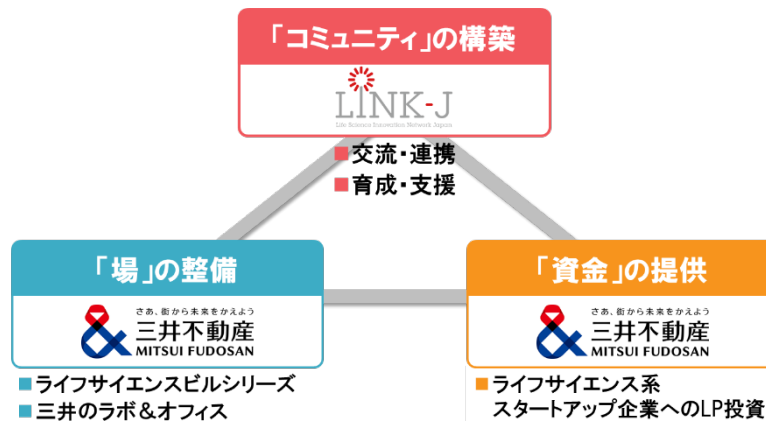 「コミュニティ」の構築
LINK-J
Life Science Innovation Network Japan
■交流・連携
■育成・支援
「場」の整備
さあ、街から未来をかえよう
三井不動産
MITSUI FUDOSAN
■ライフサイエンスビルシリーズ
■三井のラボ&オフィス
「資金」の提供
さあ、街から未来をかえよう
三井不動産
MITSUI FUDOSAN
■ライフサイエンス系
スタートアップ企業へのLP投資